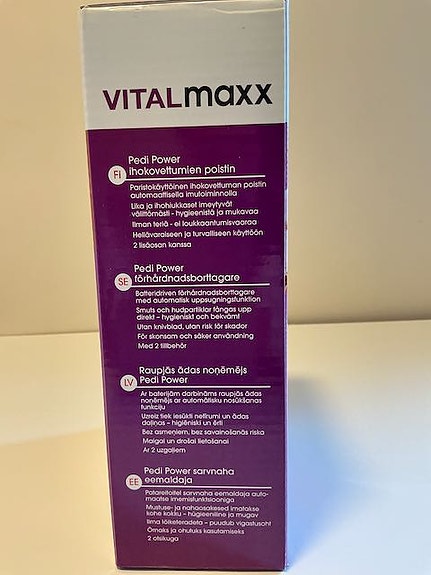 VITALmaxx
FI
Pedi Power
ihokovettumien poistin
Paristokäyttöinen ihokovettuman poistin
automaattisella imutoiminnolla
Lika ja ihohiukkaset imeytyvät
välittömästi - hygieenistä ja mukavaa
Ilman teriä - ei loukkaantumisvaaraa
Hellävaraiseen ja turvalliseen käyttöön
2 lisäosan kanssa
SE
Pedi Power
förhårdnadsborttagare
Batteridriven förhårdnadsborttagare
med automatisk uppsugningsfunktion
Smuts och hudpartiklar fångas upp
direkt – hygieniskt och bekvämt
Utan knivblad, utan risk för skador
För skonsam och säker användning
Med 2 tillbehör
LV
Raupjās ādas noņēmējs
Pedi Power
Ar baterijām darbināms raupjās ādas
noņēmējs ar automātisku nosūkšanas
funkciju
Uzreiz tiek iesūkti netīrumi un ādas
daļiņas – higiēniski un ērti
Bez asmeņiem, bez savainošanās riska
Maigai un drošai lietošanai
Ar 2 uzgaļiem
EE
Pedi Power sarvnaha
eemaldaja
Patareitoitel sarvnaha eemaldaja auto-
maatse imemisfunktsiooniga
Mustuse- ja nahaosakesed imatakse
kohe kokku – hügieeniline ja mugav
Ilma lõiketeradeta – puudub vigastusoht
Õrnaks ja ohutuks kasutamiseks
2 otsikuga